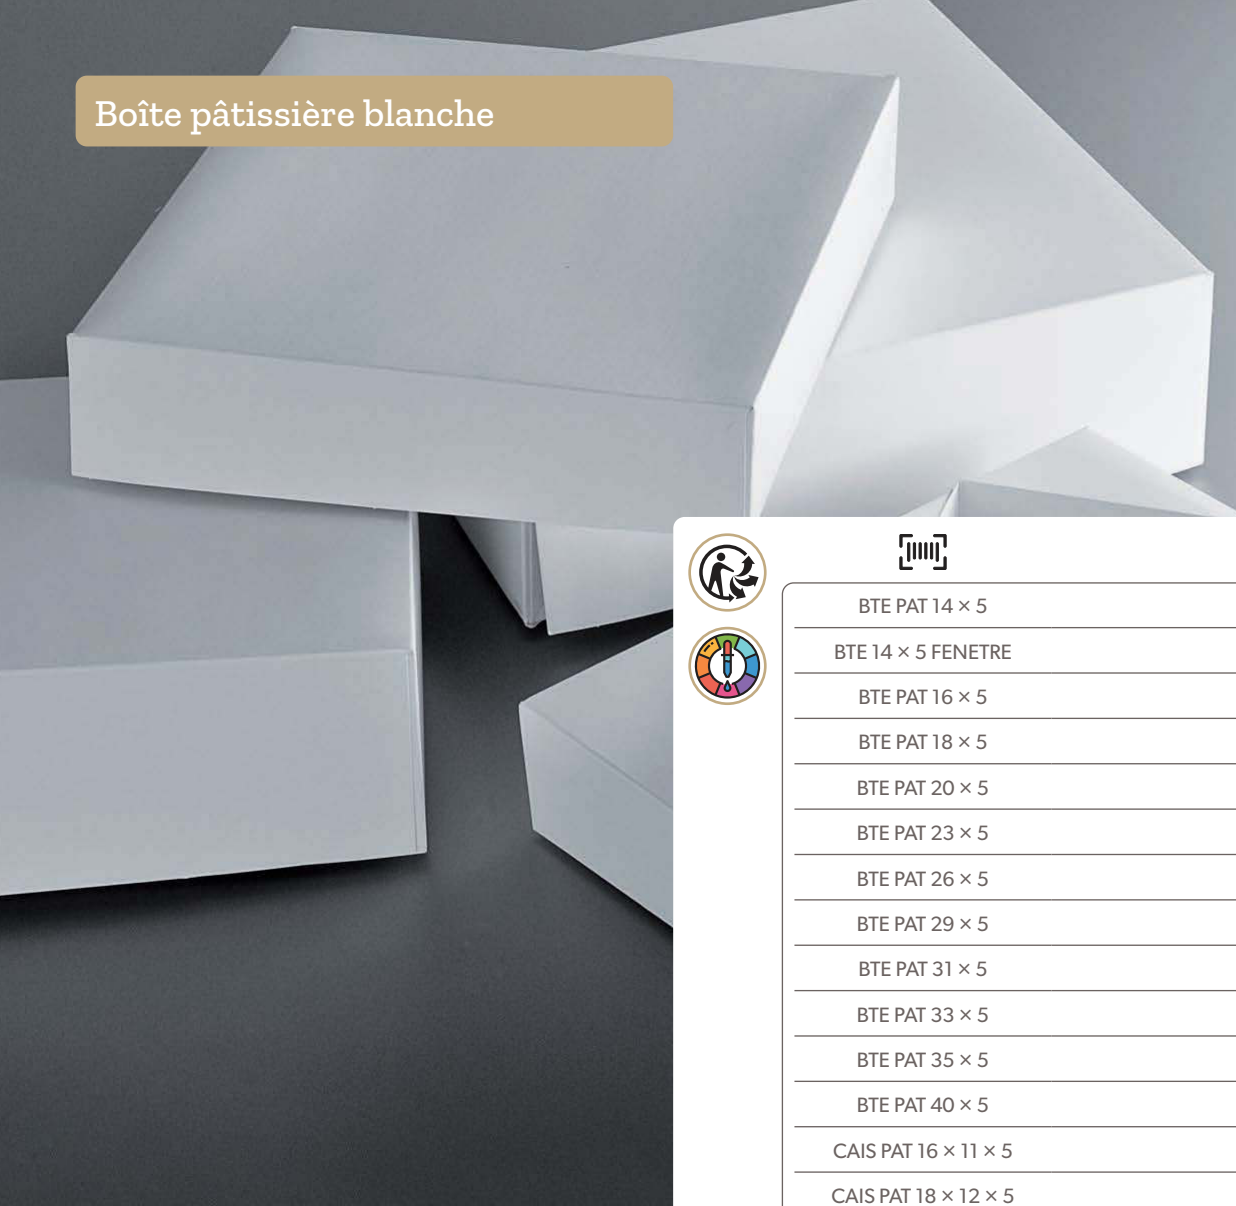 Boîte pâtissière blanche
BTE PAT 14 × 5
BTE 14 × 5 FENETRE
BTE PAT 16 × 5
BTE PAT 18 × 5
BTE PAT 20 × 5
BTE PAT 23 × 5
BTE PAT 26 × 5
BTE PAT 29 × 5
BTE PAT 31 × 5
BTE PAT 33 × 5
BTE PAT 35 × 5
BTE PAT 40 × 5
CAIS PAT 16 × 11 × 5
CAIS PAT 18 × 12 × 5